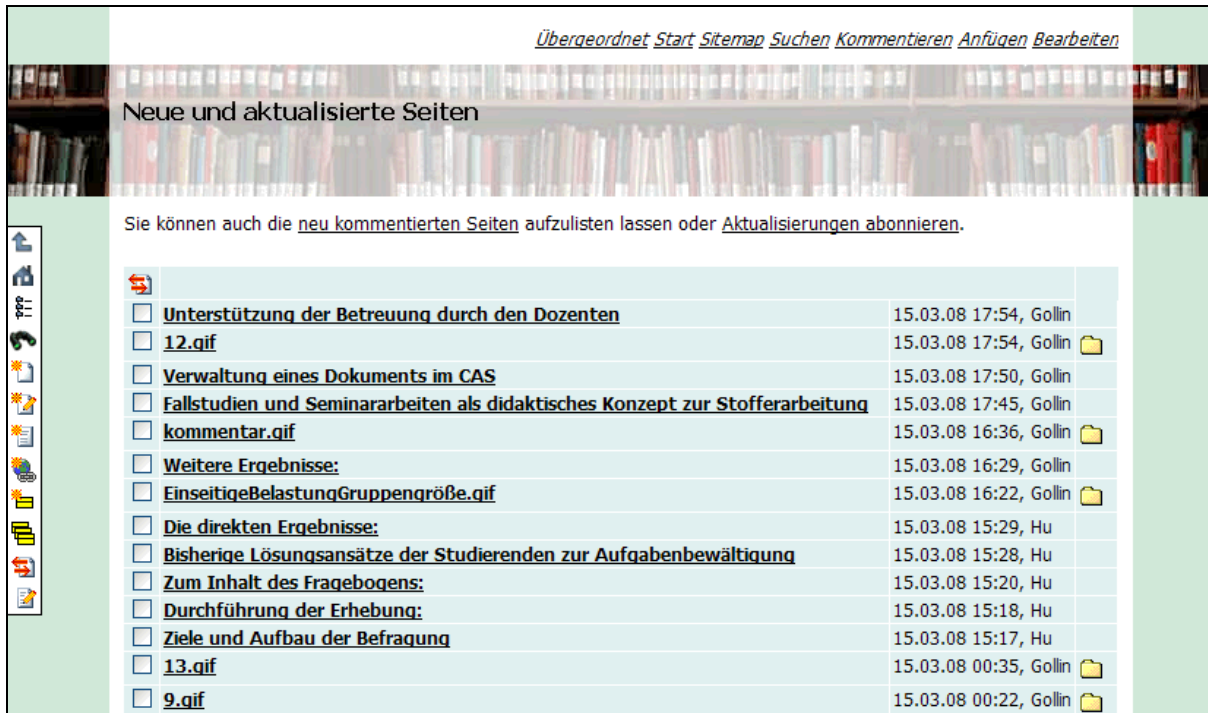 Übergeordnet Start Sitemap Suchen Kommentieren Anfügen Bearbeiten
Neue und aktualisierte Seiten
Sie können auch die neu kommentierten Seiten aufzulisten lassen oder Aktualisierungen abonnieren.
Unterstützung der Betreuung durch den Dozenten 15.03.08 17:54, Gollin
12.gif 15.03.08 17:54, Gollin
Verwaltung eines Dokuments im CAS 15.03.08 17:50, Gollin
Fallstudien und Seminararbeiten als didaktisches Konzept zur Stofferarbeitung 15.03.08 17:45, Gollin
kommentar.gif 15.03.08 16:36, Gollin
Weitere Ergebnisse: 15.03.08 16:29, Gollin
EinseitigeBelastungGruppengröße.gif 15.03.08 16:22, Gollin
Die direkten Ergebnisse: 15.03.08 15:29, Hu
Bisherige Lösungsansätze der Studierenden zur Aufgabenbewältigung 15.03.08 15:28, Hu
Zum Inhalt des Fragebogens: 15.03.08 15:20, Hu
Durchführung der Erhebung: 15.03.08 15:18, Hu
Ziele und Aufbau der Befragung 15.03.08 15:17, Hu
13.gif 15.03.08 00:35, Gollin
9.gif 15.03.08 00:22, Gollin